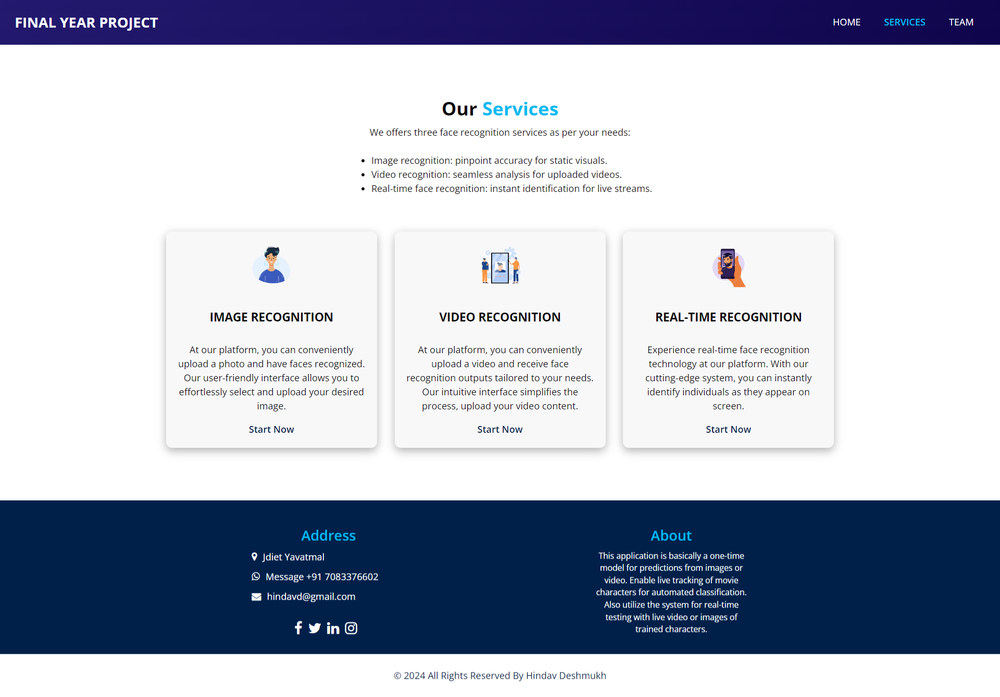 FINAL YEAR PROJECT
HOME SERVICES TEAM
Our Services
We offers three face recognition services as per your needs:
• Image recognition: pinpoint accuracy for static visuals.
• Video recognition: seamless analysis for uploaded videos.
• Real-time face recognition: instant identification for live streams.
IMAGE RECOGNITION
At our platform, you can conveniently
upload a photo and have faces recognized.
Our user-friendly interface allows you to
effortlessly select and upload your desired
image.
Start Now
VIDEO RECOGNITION
At our platform, you can conveniently
upload a video and receive face
recognition outputs tailored to your needs.
Our intuitive interface simplifies the
process, upload your video content.
Start Now
REAL-TIME RECOGNITION
Experience real-time face recognition
technology at our platform. With our
cutting-edge system, you can instantly
identify individuals as they appear on
screen.
Start Now
Address
Jdiet Yavatmal
Message +91 7083376602
hindavd@gmail.com
About
This application is basically a one-time
model for predictions from images or
video. Enable live tracking of movie
characters for automated classification.
Also utilize the system for real-time
testing with live video or images of
trained characters.
© 2024 All Rights Reserved By Hindav Deshmukh